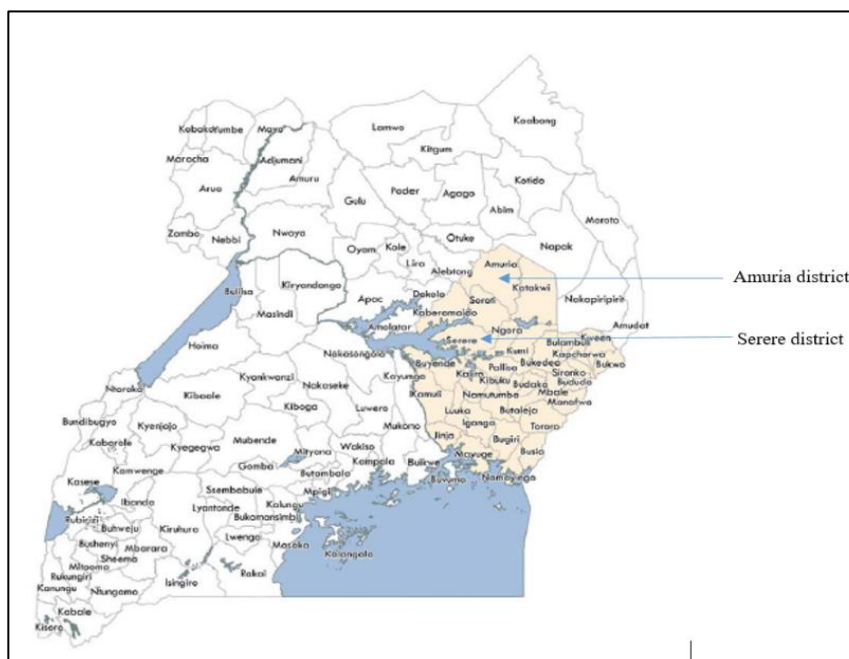 Kaabong
Lamwo
Koboko
Yumbe
Moyo
Kitgum
Adjumani
Maracha
Kotido
Amuru
Pader
Agago
Arua
Gulu
Abim
Moroto
Zombo
Nwoya
Otuke
Nebbi
Oyam
Kole
Napak
Lira
Alebtong
Amuria
Amuria district
Kiryandongo
Katakwi
Buliisa
Dokolo
Soroti
Nakapiripirit
Masindi
Apac
Kaberamaido
Amudat
Amolatar
Ngora
Serere
Serere district
Kween
Hoima
Bulambuli
Kumi
Kapchorwa
Nakasongola
Buyende
Pallisa
Bukedea
Bukwo
Kayunga
Kaliro
Sironko
Kyankwanzi
Kibuku
Budaka
Bududa
Ntoroko
Nakaseke
Kamuli
Namutumba
Mbale
Kibaale
Manafwa
Kiboga
Luwero
Luuka
Butaleja
Bundibugyo
Kyenjojo
Mukono
Iganga
Tororo
Kabarole
Kyegegwa
Mubende
Mityana
Wakiso
Jinja
Bugiri
Kampala
Buikwe
Mayuge
Busia
Kamwenge
Gomba
Butambala
Kasese
Mpigi
Buvuma
Namayingo
Ssembabule
Ibanda
Lyantonde
Kalungu
Rubirizi
Kiruhura
Bukomansimbi
Buhweju
Bushenyi
Mbarara
Lwengo
Masaka
Kalangala
Sheema
Mitooma
Rukungiri
Isingiro
Rakai
Kanungu
Ntungamo
Kabale
Kisoro